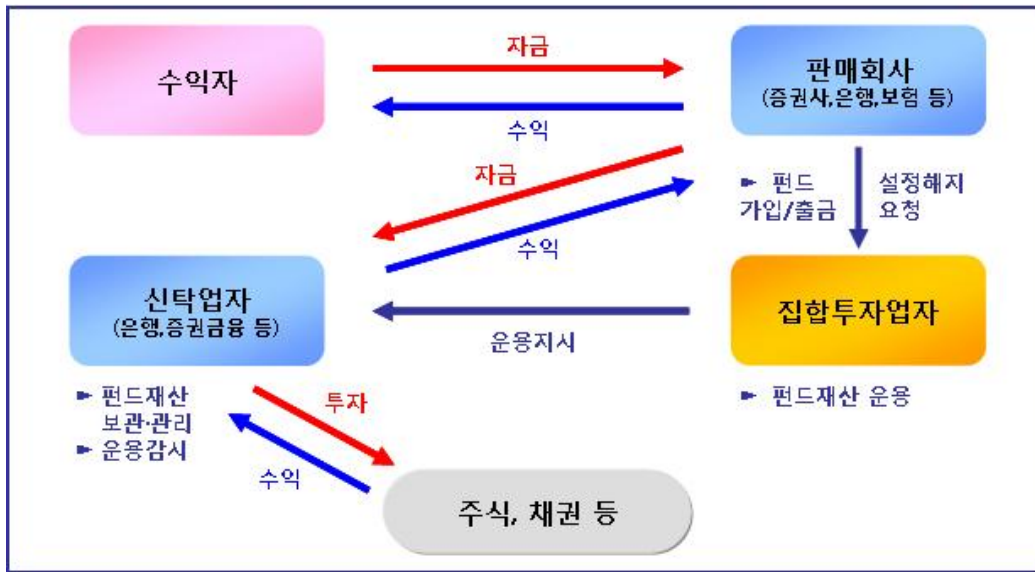 수익자
자금
수익
판매회사
(증권사,은행,보험 등)
자금
수익
► 펀드
가입/출금
설정해지
요청
신탁업자
(은행,증권금융 등)
운용지시
집합투자업자
► 펀드재산
보관·관리
► 운용감시
► 펀드재산 운용
투자
수익
주식, 채권 등